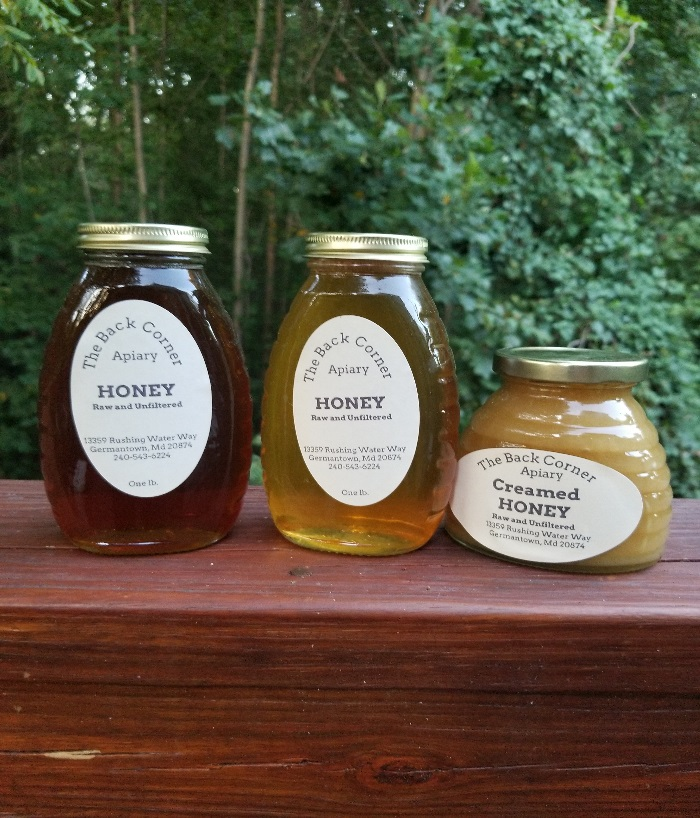 The Back Corner
Apiary
HONEY
Raw and Unfiltered
13359 Rushing Water Way
Germantown, Md 20874
240-543-6224
One lb.
The Back Corner
Apiary
HONEY
Raw and Unfiltered
13359 Rushing Water Way
Germantown, Md 20874
240-543-6224
One lb.
The Back Corner
Apiary
Creamed
HONEY
Raw and Unfiltered
13359 Rushing Water Way
Germantown, Md 20874